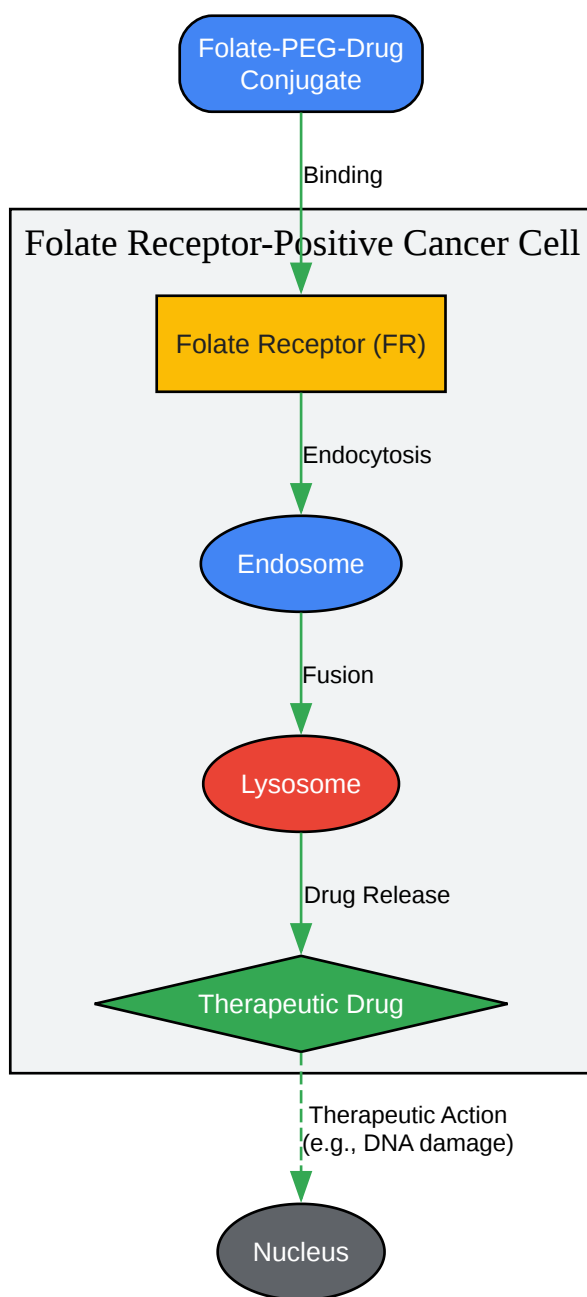 Folate-PEG-Drug
Conjugate
Binding
Folate Receptor-Positive Cancer Cell
Folate Receptor (FR)
Endocytosis
Endosome
Fusion
Lysosome
Drug Release
Therapeutic Drug
Therapeutic Action
(e.g., DNA damage)
Nucleus